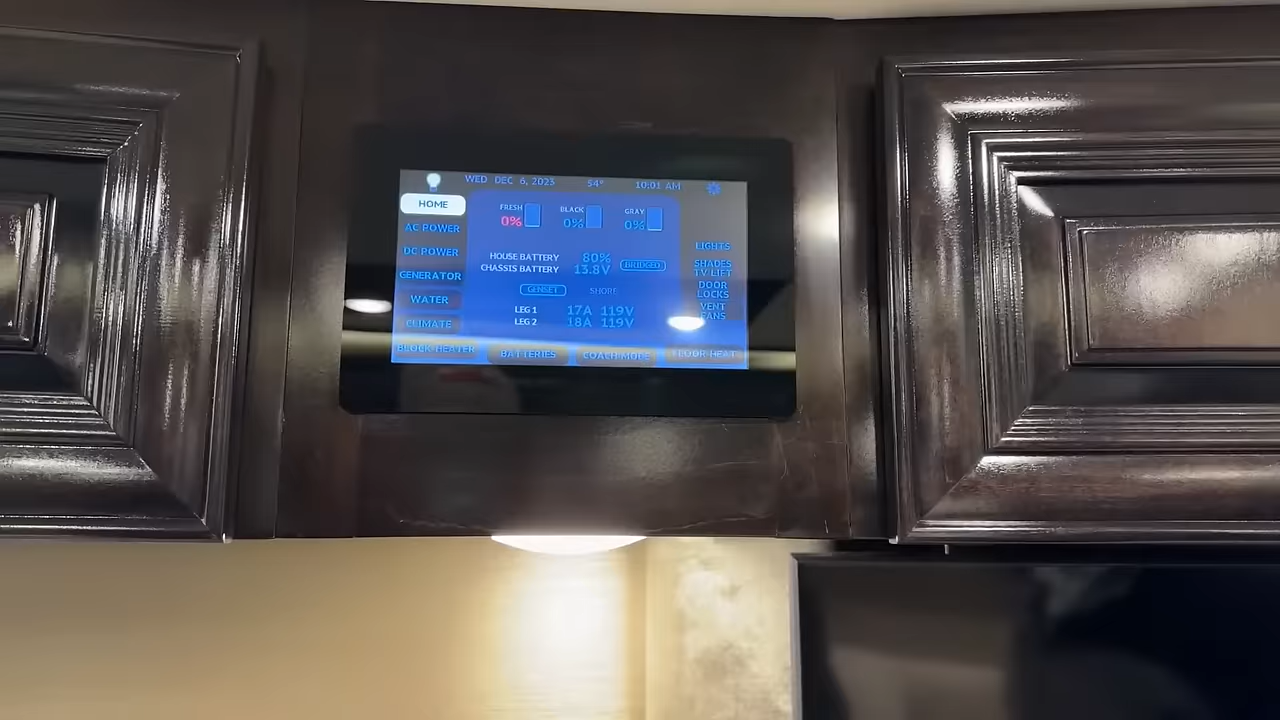 WED DEC 6, 2023 54° 10:01 AM
HOME
FRESH BLACK GRAY
0% 0% 0%
AC POWER
DC POWER
LIGHTS
HOUSE BATTERY 80% BRIDGED
CHASSIS BATTERY 13.8V
SHADES
TV LIFT
GENERATOR
GENSET SHORE
DOOR
LOCKS
WATER
LEG 1 17A 119V
LEG 2 18A 119V
VENT
FANS
CLIMATE
BLOCK HEATER BATTERIES COACH MODE FLOOR HEAT